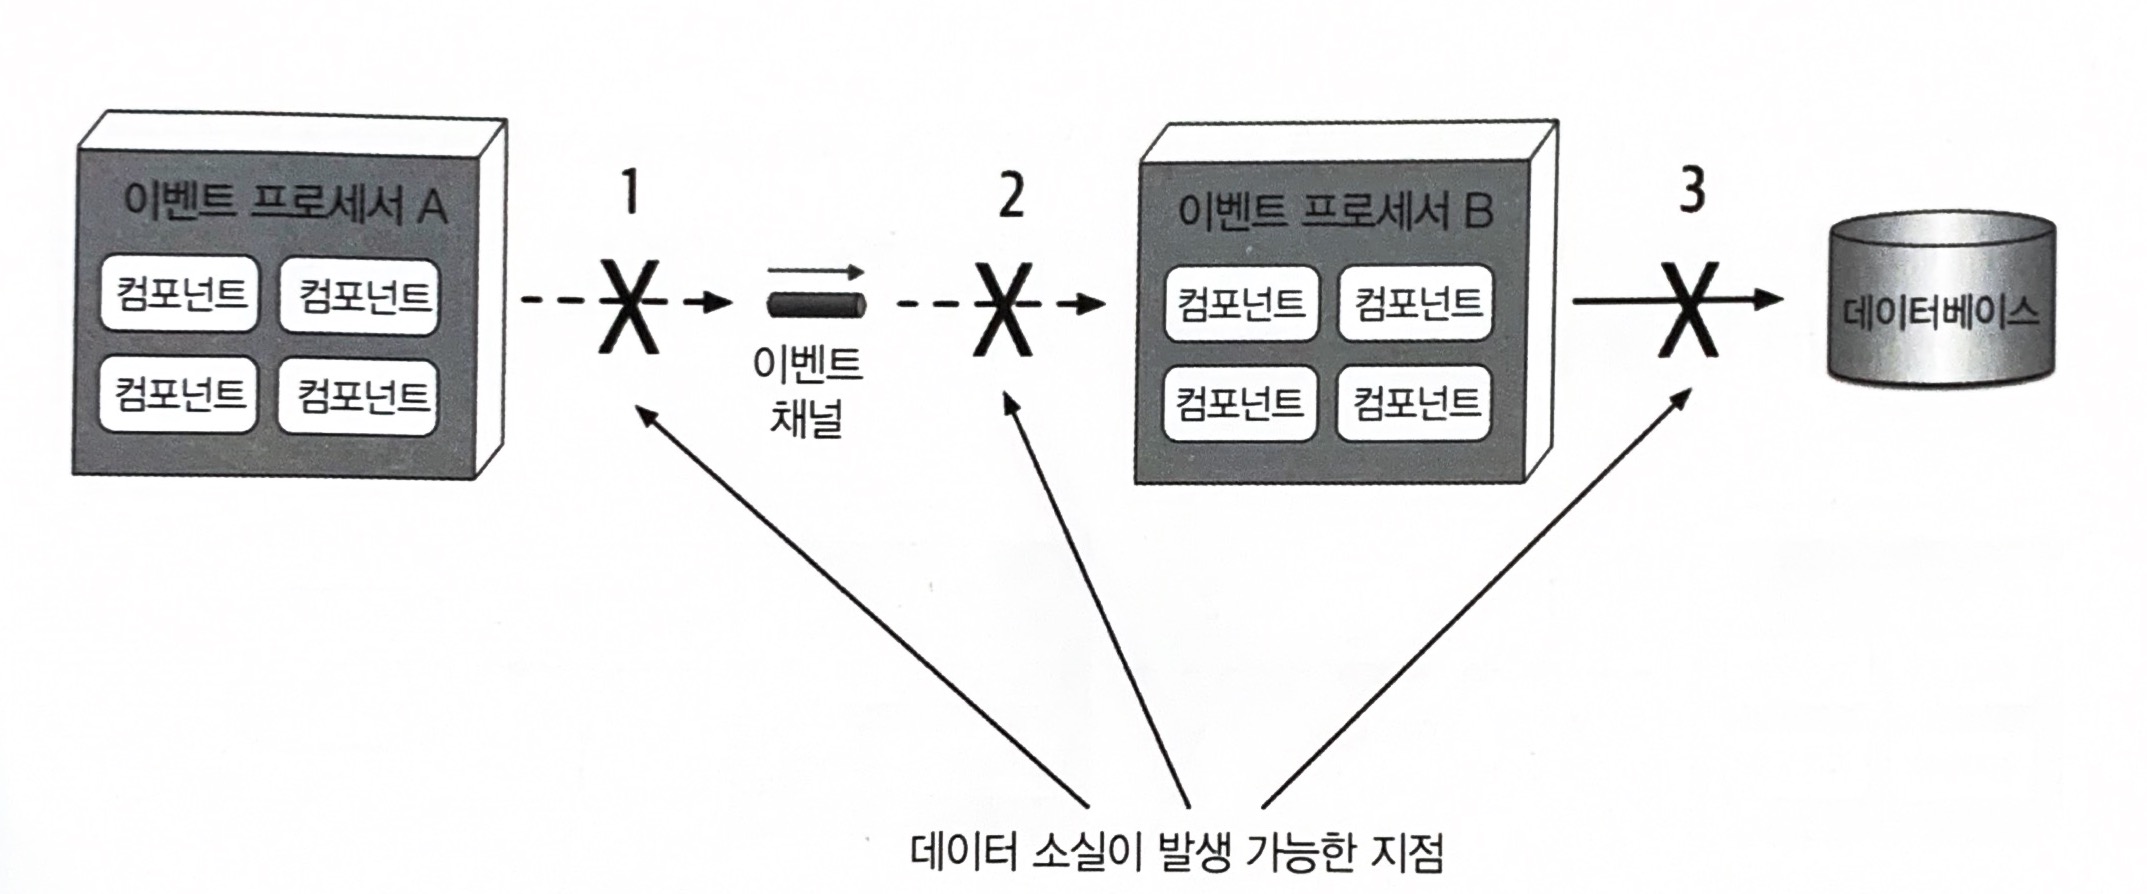 이벤트 프로세서 A
컴포넌트 컴포넌트
컴포넌트 컴포넌트
1
이벤트
채널
2
이벤트 프로세서 B
컴포넌트 컴포넌트
컴포넌트 컴포넌트
3
데이터베이스
데이터 소실이 발생 가능한 지점